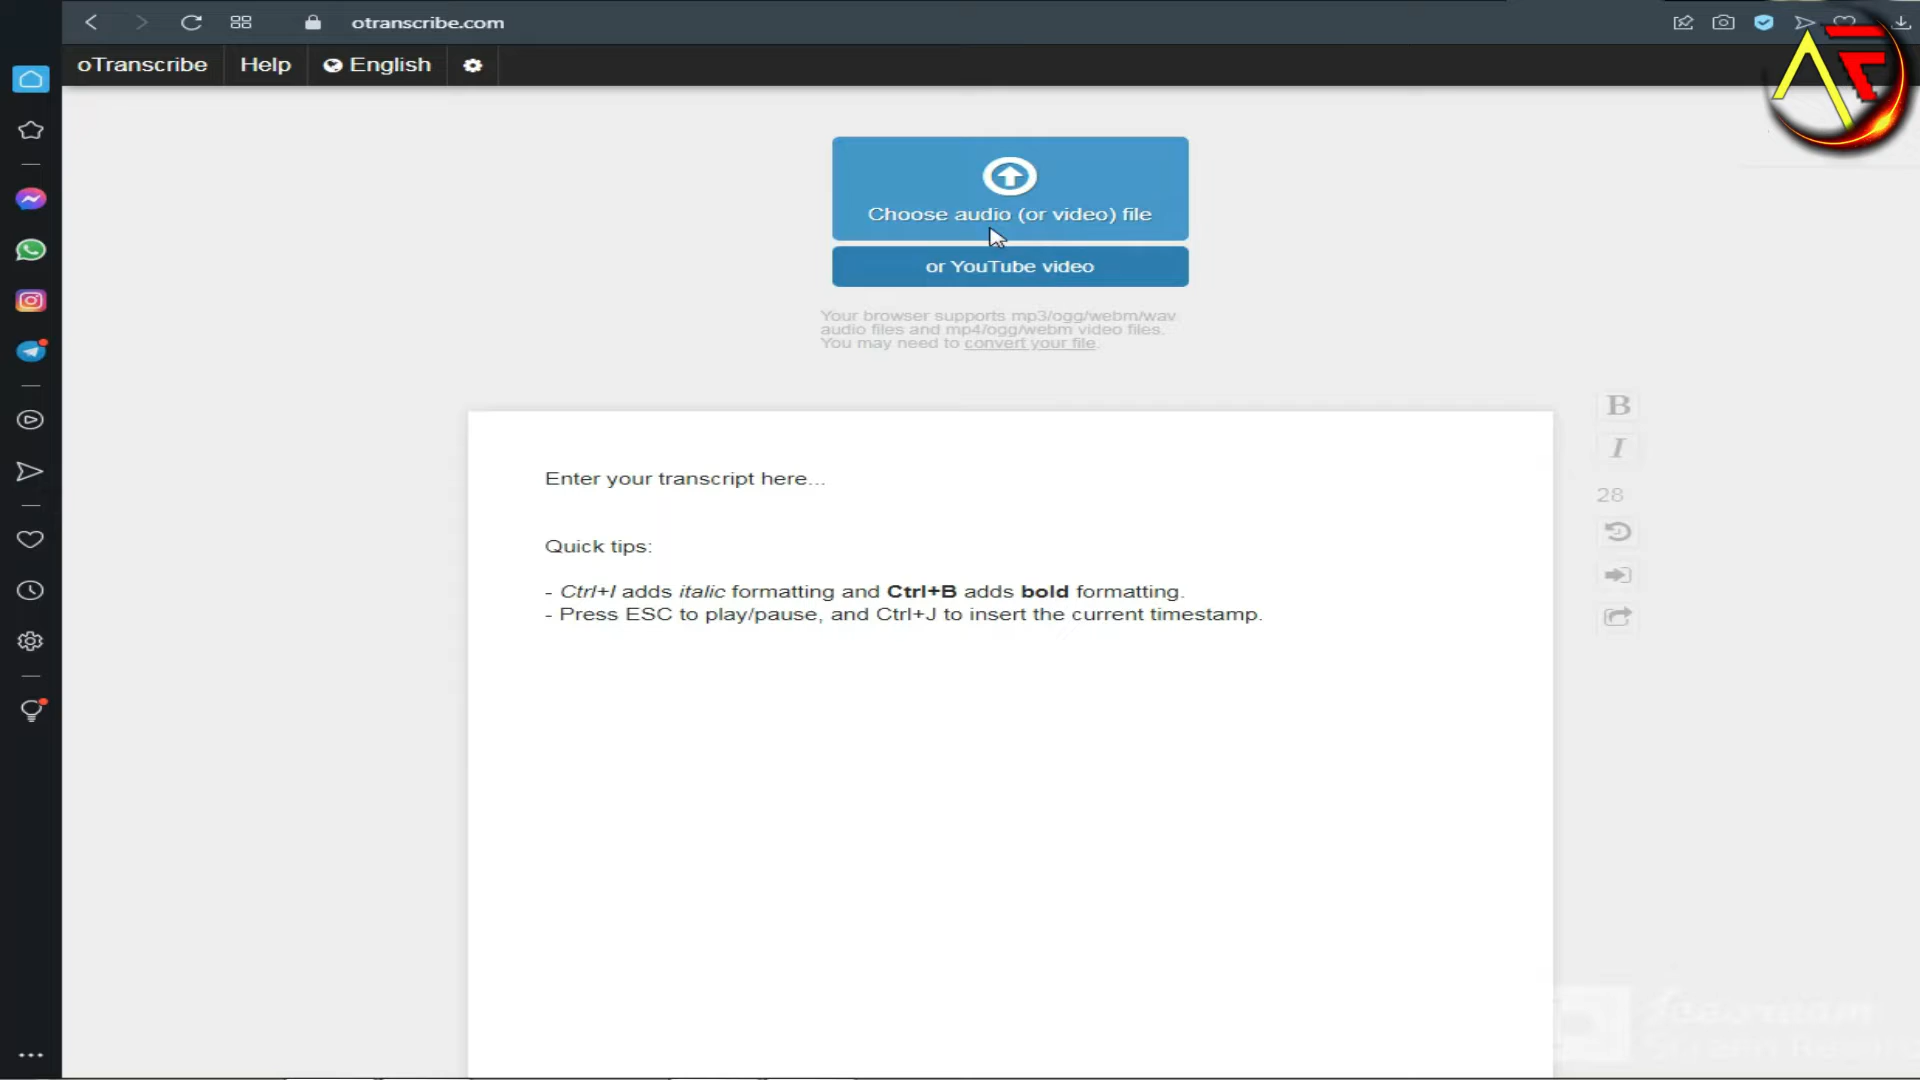 otranscribe.com
oTranscribe Help English
Choose audio (or video) file
or YouTube video
Your browser supports mp3/ogg/webm/wav
audio files and mp4/ogg/webm video files.
You may need to convert your file.
B
I
Enter your transcript here...
28
Quick tips:
- Ctrl+I adds italic formatting and Ctrl+B adds bold formatting.
- Press ESC to play/pause, and Ctrl+J to insert the current timestamp.